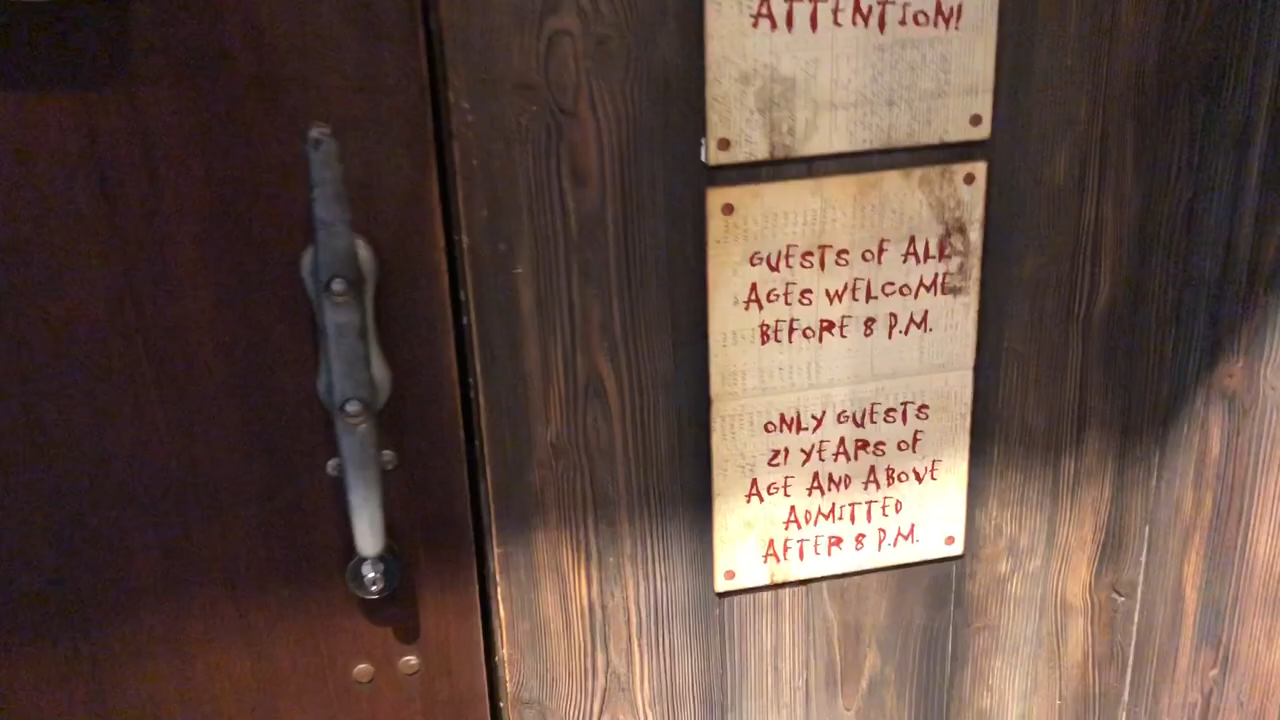 ATTENTION!
GUESTS OF ALL
AGES WELCOME
BEFORE 8 P.M.
ONLY GUESTS
21 YEARS OF
AGE AND ABOVE
ADMITTED
AFTER 8 P.M.